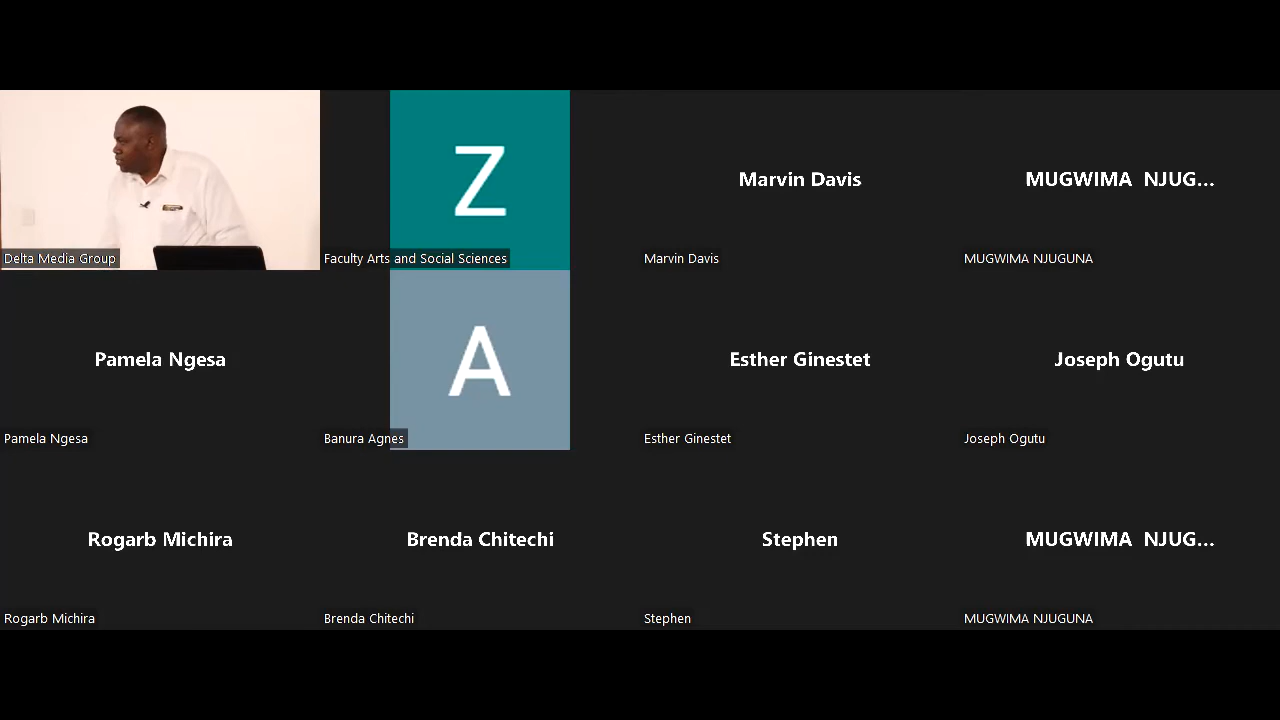 Delta Media Group
Z
Faculty Arts and Social Sciences
Marvin Davis
Marvin Davis
MUGWIMA NJUG...
MUGWIMA NJUGUNA
Pamela Ngesa
Pamela Ngesa
A
Banura Agnes
Esther Ginestet
Esther Ginestet
Joseph Ogutu
Joseph Ogutu
Rogarb Michira
Rogarb Michira
Brenda Chitechi
Brenda Chitechi
Stephen
Stephen
MUGWIMA NJUG...
MUGWIMA NJUGUNA